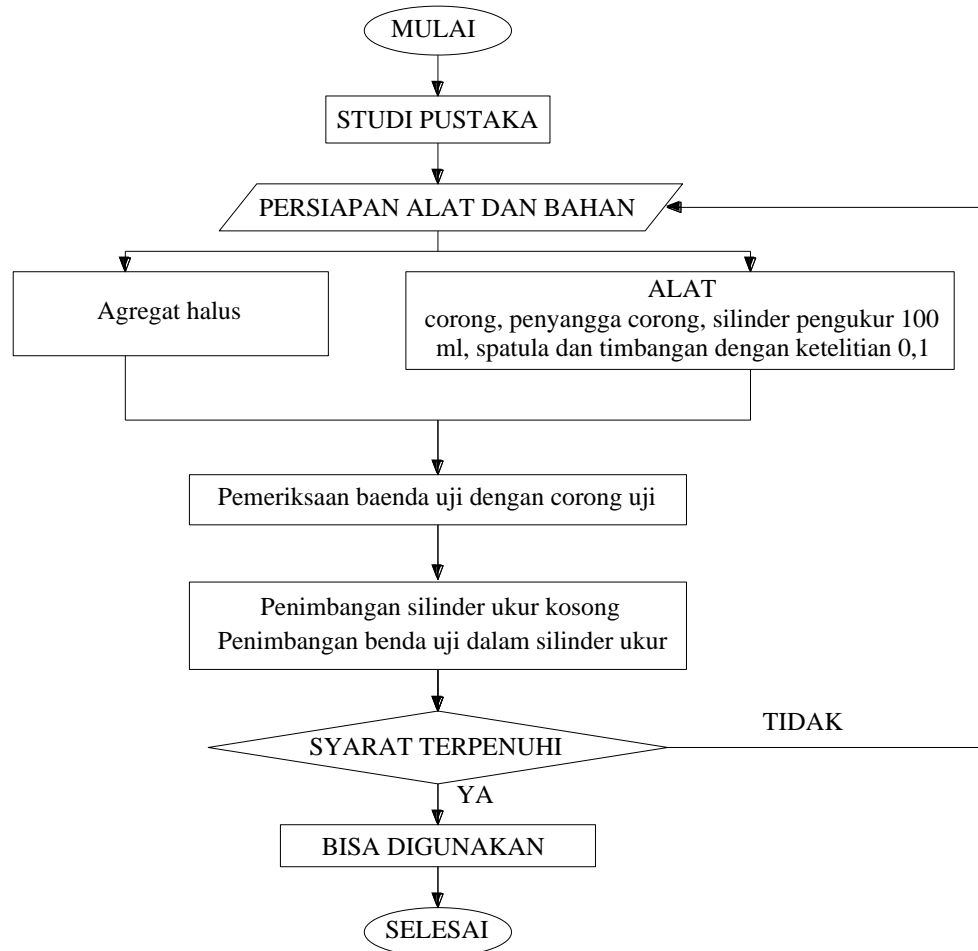 MULAI
STUDI PUSTAKA
PERSIAPAN ALAT DAN BAHAN
Agregat halus
ALAT
corong, penyangga corong, silinder pengukur 100
ml, spatula dan timbangan dengan ketelitian 0,1
Pemeriksaan baenda uji dengan corong uji
Penimbangan silinder ukur kosong
Penimbangan benda uji dalam silinder ukur
SYARAT TERPENUHI
TIDAK
YA
BISA DIGUNAKAN
SELESAI